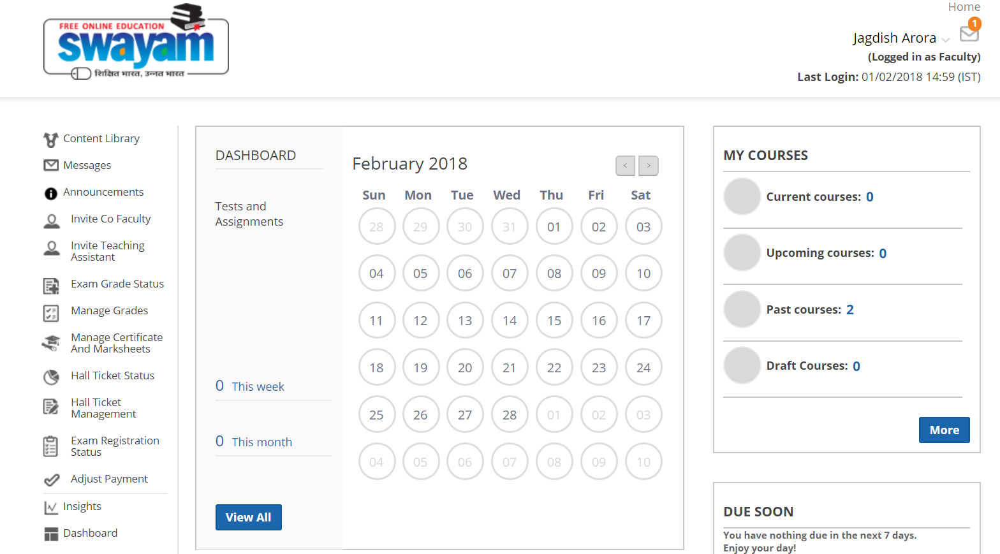 FREE ONLINE EDUCATION
swayam
शिक्षित भारत, उन्नत भारत
Home
1
Jagdish Arora
(Logged in as Faculty)
Last Login: 01/02/2018 14:59 (IST)
Content Library
Messages
Announcements
Invite Co Faculty
Invite Teaching
Assistant
Exam Grade Status
Manage Grades
Manage Certificate
And Marksheets
Hall Ticket Status
Hall Ticket
Management
Exam Registration
Status
Adjust Payment
Insights
Dashboard
DASHBOARD
Tests and
Assignments
0 This week
0 This month
View All
February 2018
< >
Sun Mon Tue Wed Thu Fri Sat
28 29 30 31 01 02 03
04 05 06 07 08 09 10
11 12 13 14 15 16 17
18 19 20 21 22 23 24
25 26 27 28 01 02 03
04 05 06 07 08 09 10
MY COURSES
Current courses: 0
Upcoming courses: 0
Past courses: 2
Draft Courses: 0
More
DUE SOON
You have nothing due in the next 7 days.
Enjoy your day!